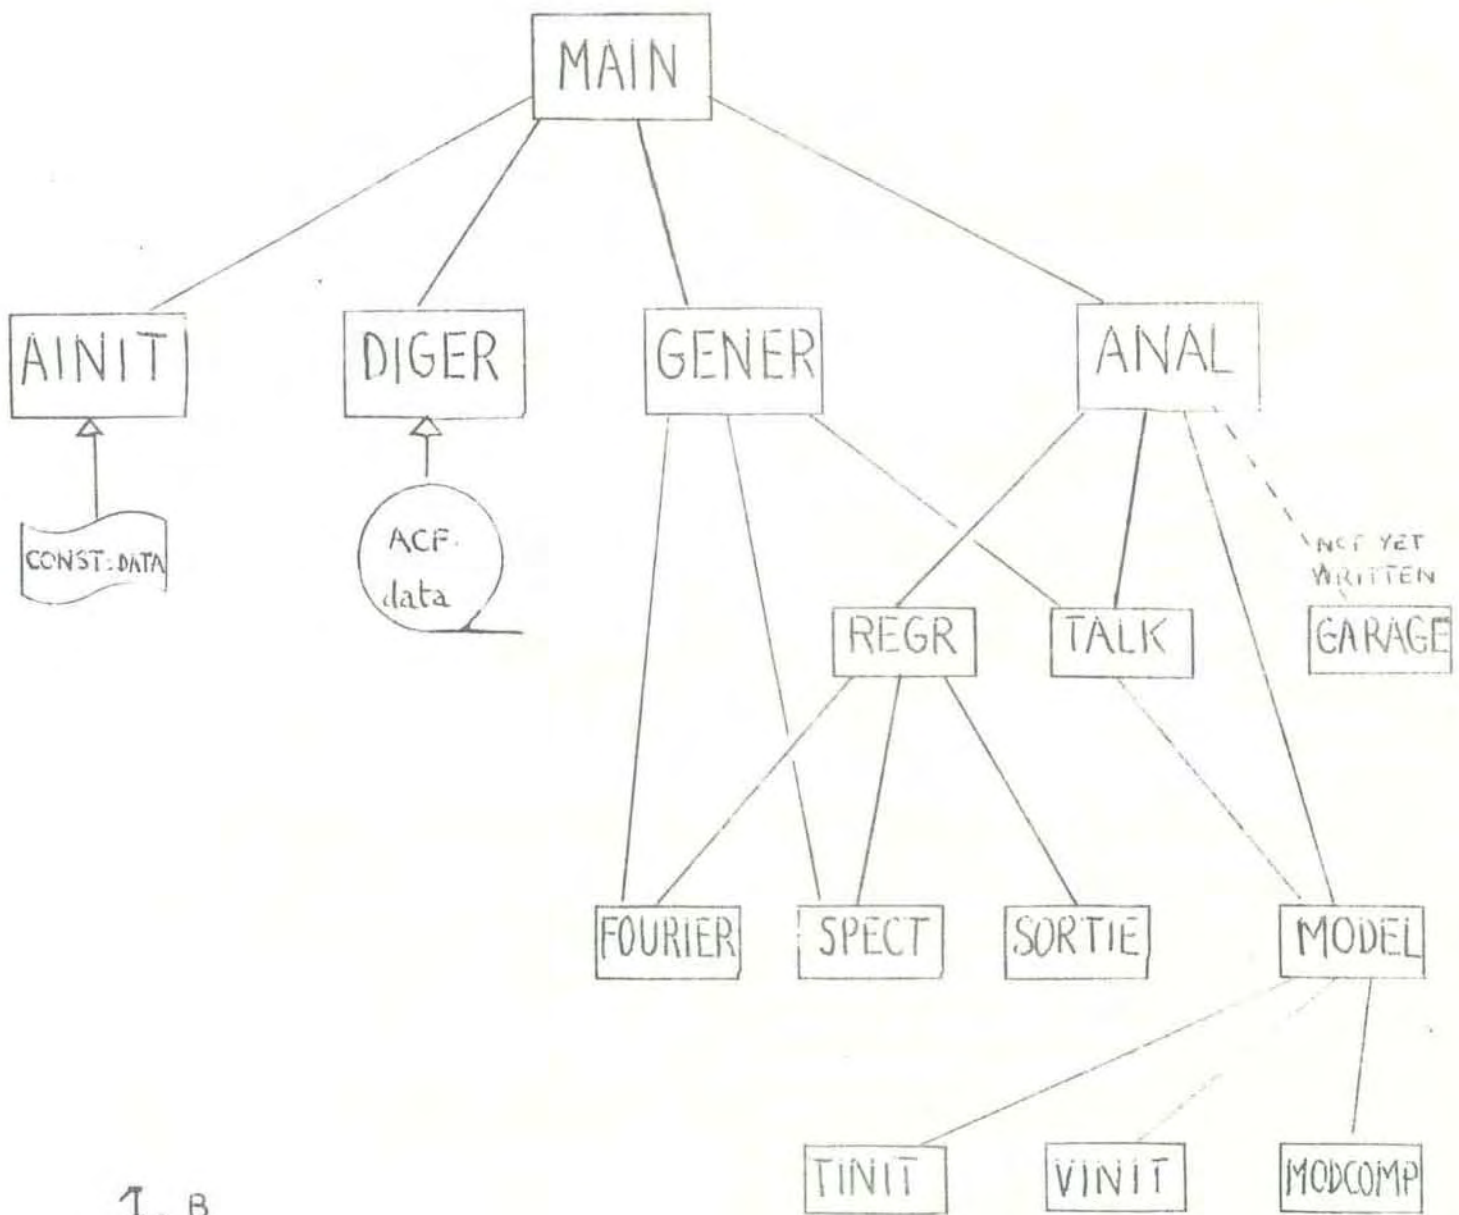 MAIN
AINIT
DIGER
GENER
ANAL
CONST:DATA
ACF-
data
NOT YET
WRITTEN
REGR
TALK
GARAGE
FOURIER
SPECT
SORTIE
MODEL
TINIT
VINIT
MODCOMP
1. B